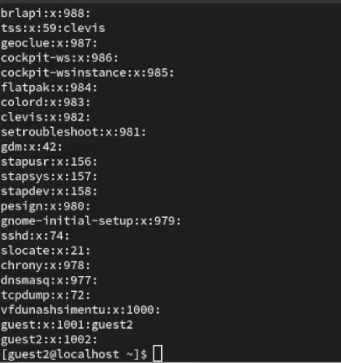 brlapi:x:988:
tss:x:59:clevis
geoclue:x:987:
cockpit-ws:x:986:
cockpit-wsinstance:x:985:
flatpak:x:984:
colord:x:983:
clevis:x:982:
setroubleshoot:x:981:
gdm:x:42:
stapusr:x:156:
stapsys:x:157:
stapdev:x:158:
pesign:x:980:
gnome-initial-setup:x:979:
sshd:x:74:
slocate:x:21:
chrony:x:978:
dnsmasq:x:977:
tcpdump:x:72:
vfdunashsimentu:x:1000:
guest:x:1001:guest2
guest2:x:1002:
[guest2@localhost ~]$